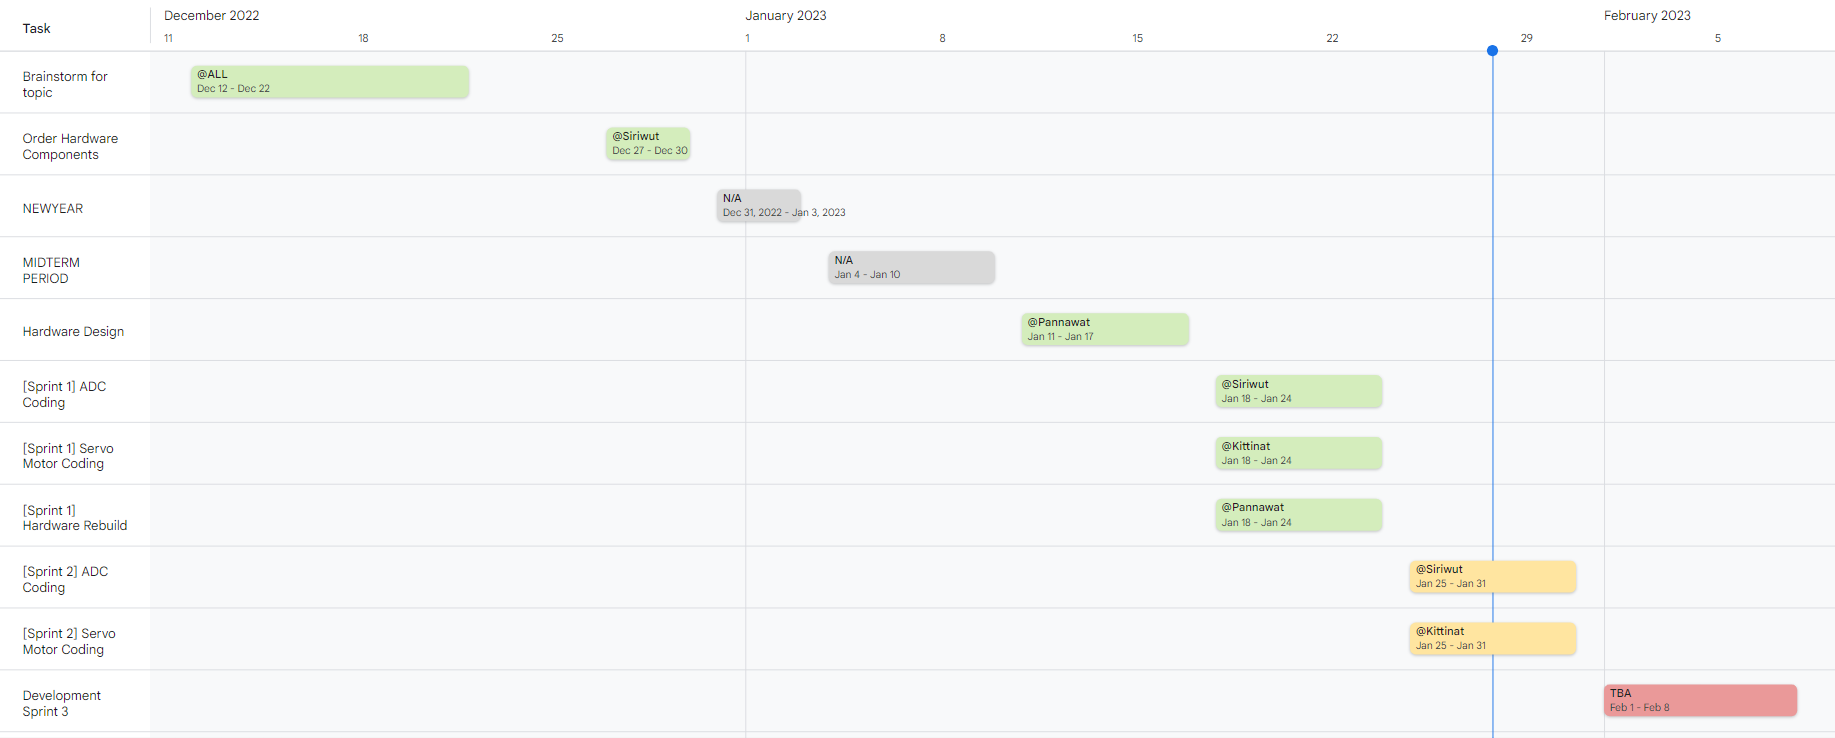 Task
December 2022
January 2023
February 2023
11
18
25
1
8
15
22
29
5
Brainstorm for
topic
@ALL
Dec 12 - Dec 22
Order Hardware
Components
@Siriwut
Dec 27 - Dec 30
NEWYEAR
N/A
Dec 31, 2022 - Jan 3, 2023
MIDTERM
PERIOD
N/A
Jan 4 - Jan 10
Hardware Design
@Pannawat
Jan 11 - Jan 17
[Sprint 1] ADC
Coding
@Siriwut
Jan 18 - Jan 24
[Sprint 1] Servo
Motor Coding
@Kittinat
Jan 18 - Jan 24
[Sprint 1]
Hardware Rebuild
@Pannawat
Jan 18 - Jan 24
[Sprint 2] ADC
Coding
@Siriwut
Jan 25 - Jan 31
[Sprint 2] Servo
Motor Coding
@Kittinat
Jan 25 - Jan 31
Development
Sprint 3
TBA
Feb 1 - Feb 8